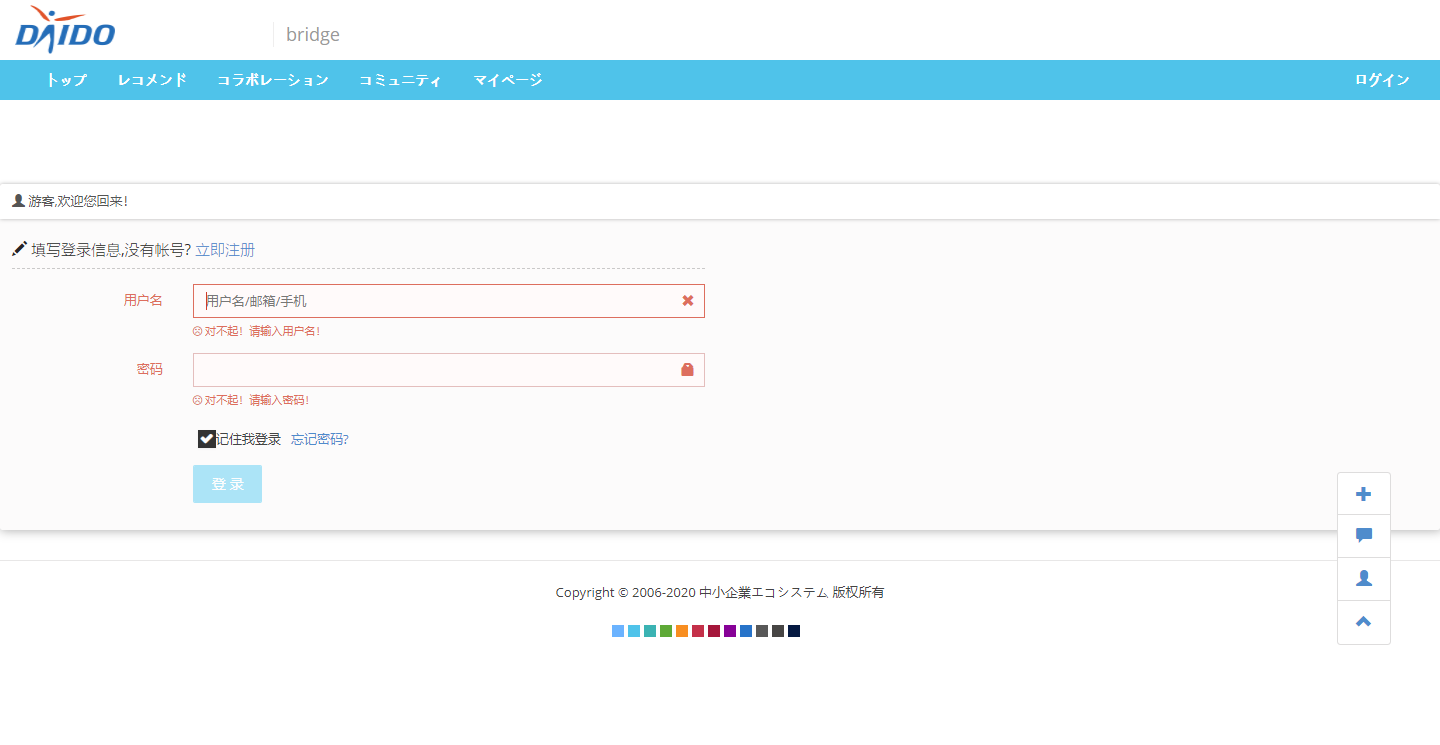 DAIDO
bridge
トップ レコメンド コラボレーション コミュニティ マイページ ログイン
游客,欢迎您回来!
填写登录信息,没有帐号? 立即注册
用户名 用户名/邮箱/手机
对不起！请输入用户名！
密码
对不起！请输入密码！
记住我登录 忘记密码?
登 录
Copyright © 2006-2020 中小企業エコシステム 版权所有